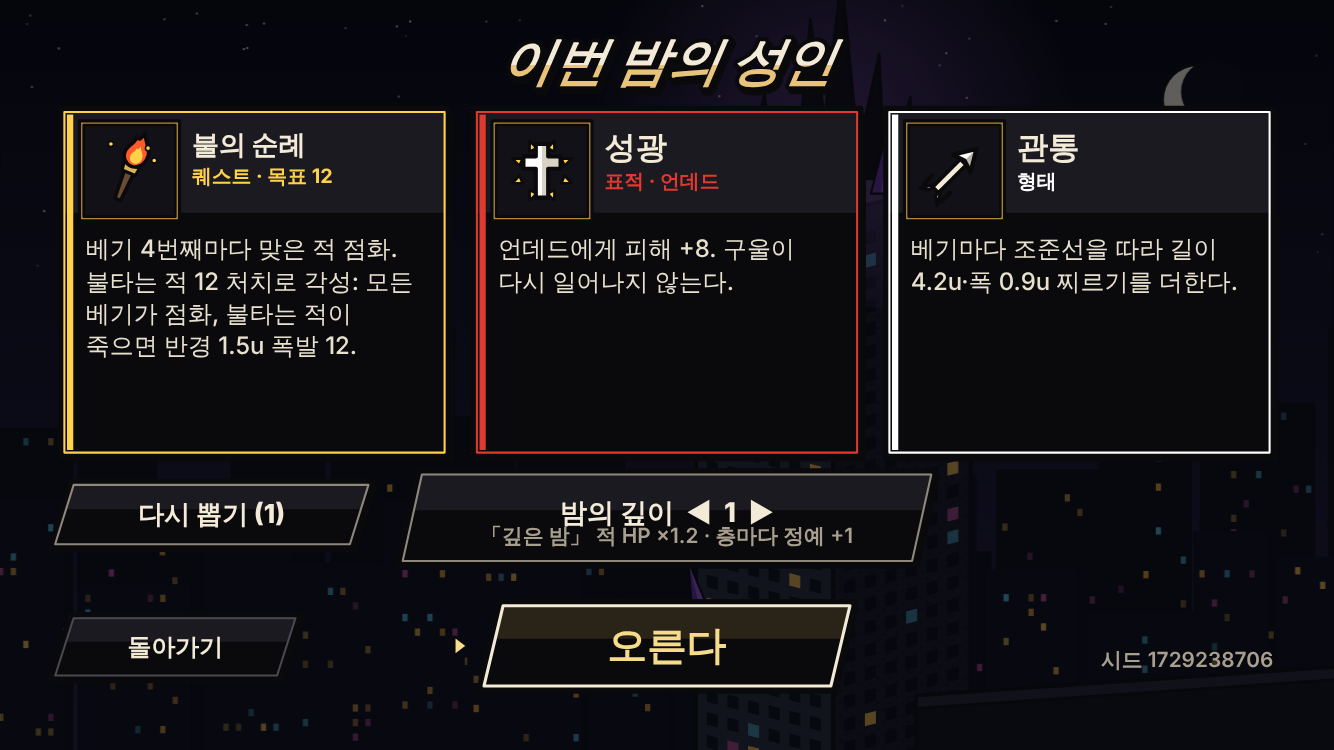 이번 밤의 성인
불의 순례
퀘스트 · 목표 12
베기 4번째마다 맞은 적 점화.
불타는 적 12 처치로 각성: 모든
베기가 점화, 불타는 적이
죽으면 반경 1.5u 폭발 12.
성광
표적 · 언데드
언데드에게 피해 +8. 구울이
다시 일어나지 않는다.
관통
형태
베기마다 조준선을 따라 길이
4.2u·폭 0.9u 찌르기를 더한다.
다시 뽑기 (1)
밤의 깊이 ◀ 1 ▶
「깊은 밤」 적 HP ×1.2 · 층마다 정예 +1
돌아가기
오른다
시드 1729238706